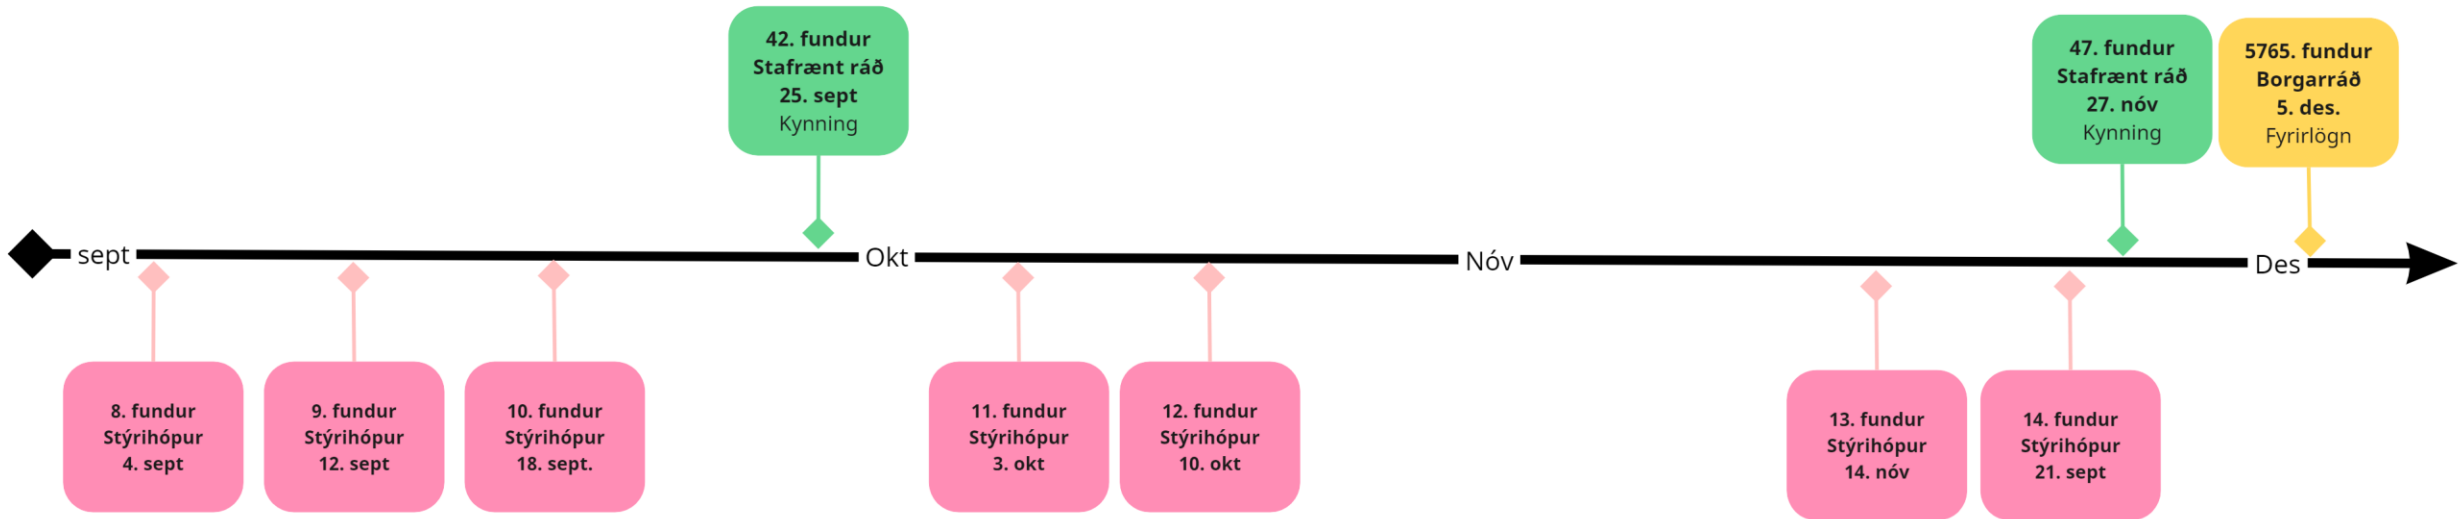 42. fundur
Stafrænt ráð
25. sept
Kynning
47. fundur
Stafrænt ráð
27. nóv
Kynning
5765. fundur
Borgarráð
5. des.
Fyrirlögn
sept
Okt
Nóv
Des
8. fundur
Stýrihópur
4. sept
9. fundur
Stýrihópur
12. sept
10. fundur
Stýrihópur
18. sept.
11. fundur
Stýrihópur
3. okt
12. fundur
Stýrihópur
10. okt
13. fundur
Stýrihópur
14. nóv
14. fundur
Stýrihópur
21. sept